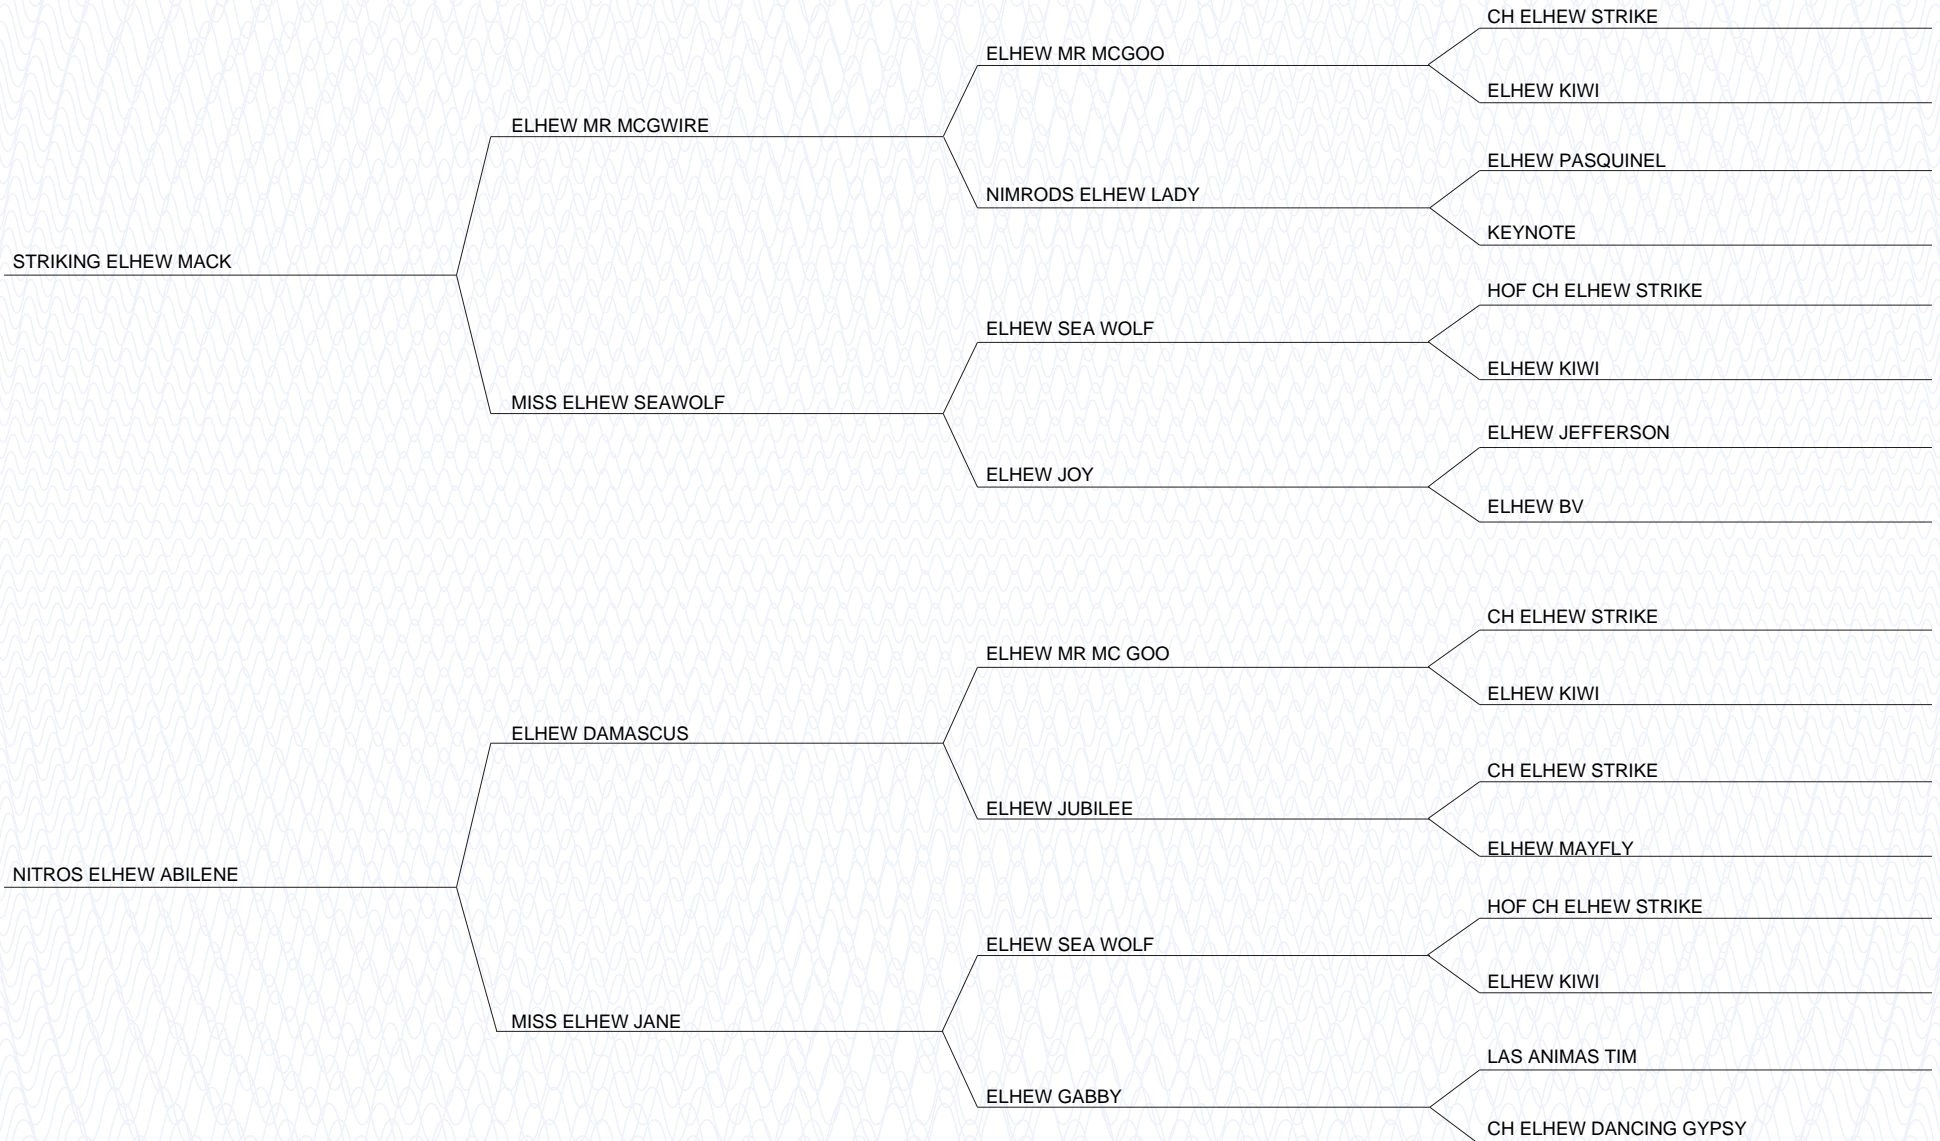 CH ELHEW STRIKE
ELHEW MR MCGOO
ELHEW KIWI
ELHEW MR MCGWIRE
ELHEW PASQUINEL
NIMRODS ELHEW LADY
KEYNOTE
STRIKING ELHEW MACK
HOF CH ELHEW STRIKE
ELHEW SEA WOLF
ELHEW KIWI
MISS ELHEW SEAWOLF
ELHEW JEFFERSON
ELHEW JOY
ELHEW BV
CH ELHEW STRIKE
ELHEW MR MC GOO
ELHEW KIWI
ELHEW DAMASCUS
CH ELHEW STRIKE
ELHEW JUBILEE
ELHEW MAYFLY
NITROS ELHEW ABILENE
HOF CH ELHEW STRIKE
ELHEW SEA WOLF
ELHEW KIWI
MISS ELHEW JANE
LAS ANIMAS TIM
ELHEW GABBY
CH ELHEW DANCING GYPSY